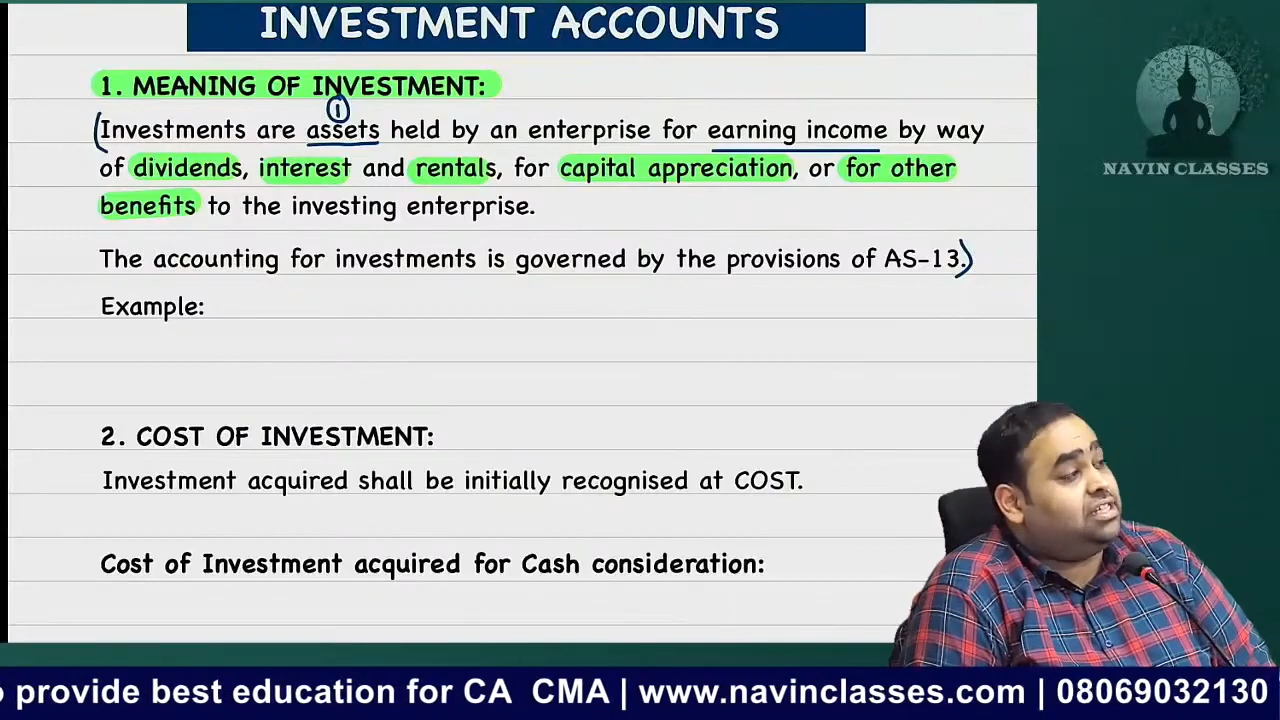 INVESTMENT ACCOUNTS
1. MEANING OF INVESTMENT:
1
Investments are assets held by an enterprise for earning income by way
of dividends, interest and rentals, for capital appreciation, or for other
benefits to the investing enterprise.
The accounting for investments is governed by the provisions of AS-13.
Example:
2. COST OF INVESTMENT:
Investment acquired shall be initially recognised at COST.
Cost of Investment acquired for Cash consideration:
NAVIN CLASSES
o provide best education for CA CMA | www.navinclasses.com | 08069032130